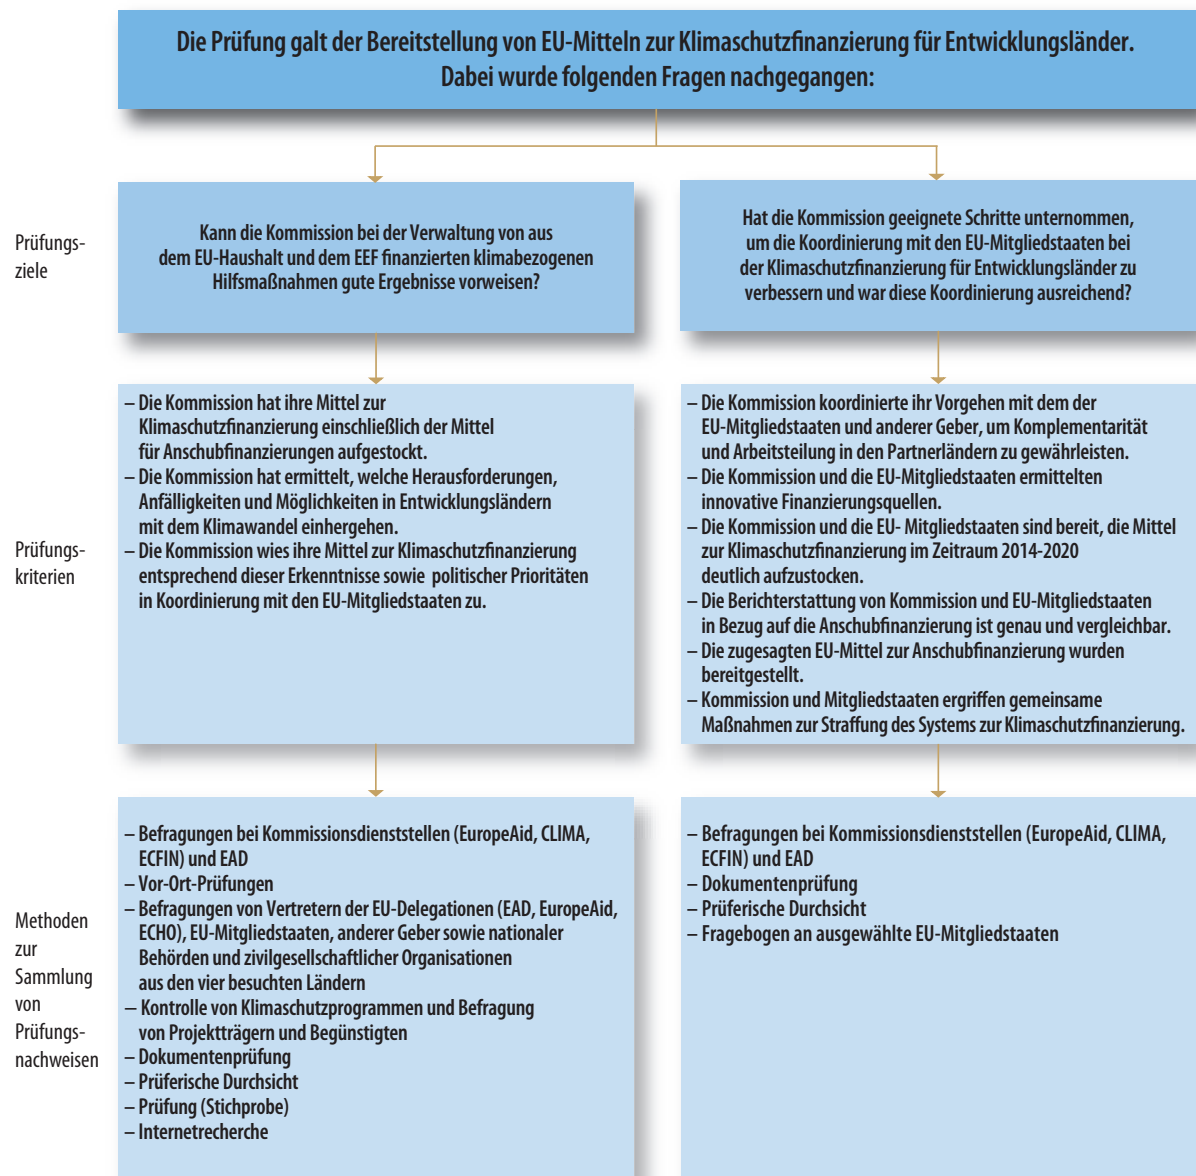 Die Prüfung galt der Bereitstellung von EU-Mitteln zur Klimaschutzfinanzierung für Entwicklungsländer.
Dabei wurde folgenden Fragen nachgegangen:
Prüfungs-
ziele
Kann die Kommission bei der Verwaltung von aus
dem EU-Haushalt und dem EEF finanzierten klimabezogenen
Hilfsmaßnahmen gute Ergebnisse vorweisen?
Hat die Kommission geeignete Schritte unternommen,
um die Koordinierung mit den EU-Mitgliedstaaten bei
der Klimaschutzfinanzierung für Entwicklungsländer zu
verbessern und war diese Koordinierung ausreichend?
Prüfungs-
kriterien
– Die Kommission hat ihre Mittel zur
Klimaschutzfinanzierung einschließlich der Mittel
für Anschubfinanzierungen aufgestockt.
– Die Kommission hat ermittelt, welche Herausforderungen,
Anfälligkeiten und Möglichkeiten in Entwicklungsländern
mit dem Klimawandel einhergehen.
– Die Kommission wies ihre Mittel zur Klimaschutzfinanzierung
entsprechend dieser Erkenntnisse sowie politischer Prioritäten
in Koordinierung mit den EU-Mitgliedstaaten zu.
– Die Kommission koordinierte ihr Vorgehen mit dem der
EU-Mitgliedstaaten und anderer Geber, um Komplementarität
und Arbeitsteilung in den Partnerländern zu gewährleisten.
– Die Kommission und die EU-Mitgliedstaaten ermittelten
innovative Finanzierungsquellen.
– Die Kommission und die EU- Mitgliedstaaten sind bereit, die Mittel
zur Klimaschutzfinanzierung im Zeitraum 2014-2020
deutlich aufzustocken.
– Die Berichterstattung von Kommission und EU-Mitgliedstaaten
in Bezug auf die Anschubfinanzierung ist genau und vergleichbar.
– Die zugesagten EU-Mittel zur Anschubfinanzierung wurden
bereitgestellt.
– Kommission und Mitgliedstaaten ergriffen gemeinsame
Maßnahmen zur Straffung des Systems zur Klimaschutzfinanzierung.
Methoden
zur
Sammlung
von
Prüfungs-
nachweisen
– Befragungen bei Kommissionsdienststellen (EuropeAid, CLIMA,
ECFIN) und EAD
– Vor-Ort-Prüfungen
– Befragungen von Vertretern der EU-Delegationen (EAD, EuropeAid,
ECHO), EU-Mitgliedstaaten, anderer Geber sowie nationaler
Behörden und zivilgesellschaftlicher Organisationen
aus den vier besuchten Ländern
– Kontrolle von Klimaschutzprogrammen und Befragung
von Projektträgern und Begünstigten
– Dokumentenprüfung
– Prüferische Durchsicht
– Prüfung (Stichprobe)
– Internetrecherche
– Befragungen bei Kommissionsdienststellen (EuropeAid, CLIMA,
ECFIN) und EAD
– Dokumentenprüfung
– Prüferische Durchsicht
– Fragebogen an ausgewählte EU-Mitgliedstaaten